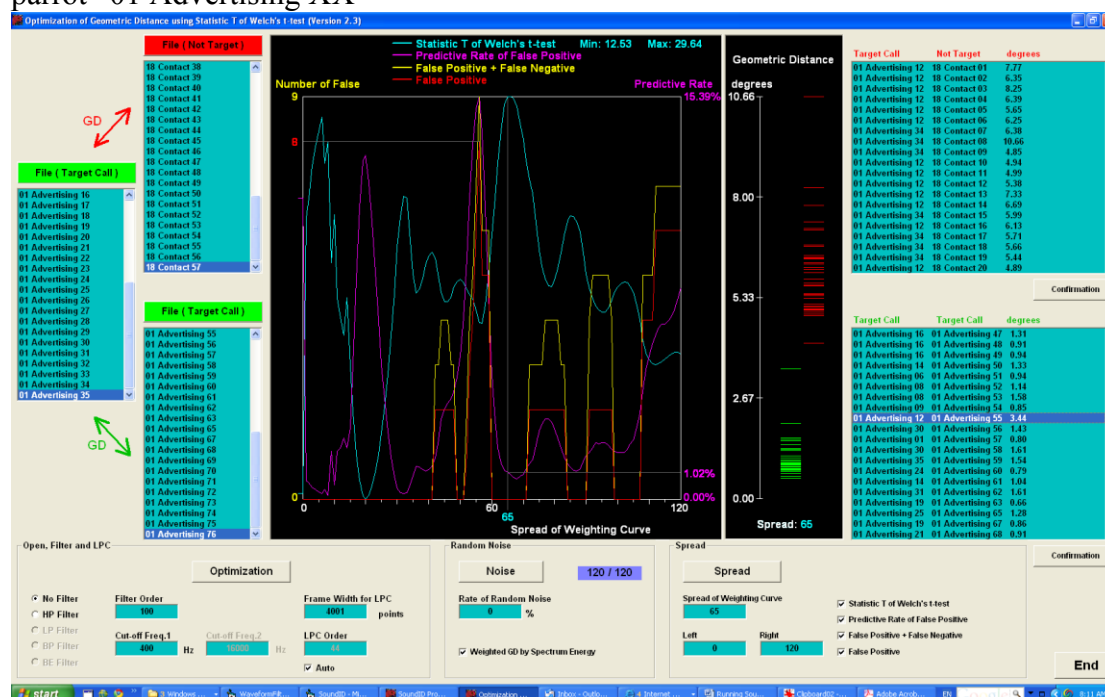 parrot "01 Advertising XX"
Optimization of Geometric Distance using Statistic T of Welch's t-test (Version 2.3)
File ( Not Target )
18 Contact 38
18 Contact 39
18 Contact 40
18 Contact 41
18 Contact 42
18 Contact 43
18 Contact 44
18 Contact 45
18 Contact 46
18 Contact 47
18 Contact 48
18 Contact 49
18 Contact 50
18 Contact 51
18 Contact 52
18 Contact 53
18 Contact 54
18 Contact 55
18 Contact 56
18 Contact 57
GD
File ( Target Call )
01 Advertising 16
01 Advertising 17
01 Advertising 18
01 Advertising 19
01 Advertising 20
01 Advertising 21
01 Advertising 22
01 Advertising 23
01 Advertising 24
01 Advertising 25
01 Advertising 26
01 Advertising 27
01 Advertising 28
01 Advertising 29
01 Advertising 30
01 Advertising 31
01 Advertising 32
01 Advertising 33
01 Advertising 34
01 Advertising 35
GD
File ( Target Call )
01 Advertising 55
01 Advertising 56
01 Advertising 57
01 Advertising 58
01 Advertising 59
01 Advertising 60
01 Advertising 61
01 Advertising 62
01 Advertising 63
01 Advertising 65
01 Advertising 67
01 Advertising 68
01 Advertising 69
01 Advertising 70
01 Advertising 71
01 Advertising 72
01 Advertising 73
01 Advertising 74
01 Advertising 75
01 Advertising 76
Statistic T of Welch's t-test Min: 12.53 Max: 29.64
Predictive Rate of False Positive
False Positive + False Negative
False Positive
Number of False
Predictive Rate
9
8
0
15.39%
1.02%
0.00%
0 60 120
65
Spread of Weighting Curve
Geometric Distance
degrees
10.66
8.00
5.33
2.67
0.00
Spread: 65
Target Call Not Target degrees
01 Advertising 12 18 Contact 01 7.77
01 Advertising 12 18 Contact 02 6.35
01 Advertising 12 18 Contact 03 8.25
01 Advertising 12 18 Contact 04 6.39
01 Advertising 12 18 Contact 05 5.65
01 Advertising 12 18 Contact 06 6.25
01 Advertising 34 18 Contact 07 6.38
01 Advertising 34 18 Contact 08 10.66
01 Advertising 34 18 Contact 09 4.85
01 Advertising 12 18 Contact 10 4.94
01 Advertising 12 18 Contact 11 4.99
01 Advertising 12 18 Contact 12 5.38
01 Advertising 12 18 Contact 13 7.33
01 Advertising 12 18 Contact 14 6.69
01 Advertising 34 18 Contact 15 5.99
01 Advertising 12 18 Contact 16 6.13
01 Advertising 34 18 Contact 17 5.71
01 Advertising 34 18 Contact 18 5.66
01 Advertising 34 18 Contact 19 5.44
01 Advertising 12 18 Contact 20 4.89
Confirmation
Target Call Target Call degrees
01 Advertising 16 01 Advertising 47 1.31
01 Advertising 16 01 Advertising 48 0.91
01 Advertising 16 01 Advertising 49 0.94
01 Advertising 14 01 Advertising 50 1.33
01 Advertising 06 01 Advertising 51 0.94
01 Advertising 08 01 Advertising 52 1.14
01 Advertising 08 01 Advertising 53 1.58
01 Advertising 09 01 Advertising 54 0.85
01 Advertising 12 01 Advertising 55 3.44
01 Advertising 30 01 Advertising 56 1.43
01 Advertising 01 01 Advertising 57 0.80
01 Advertising 30 01 Advertising 58 1.61
01 Advertising 35 01 Advertising 59 1.54
01 Advertising 24 01 Advertising 60 0.79
01 Advertising 14 01 Advertising 61 1.04
01 Advertising 31 01 Advertising 62 1.61
01 Advertising 19 01 Advertising 63 0.66
01 Advertising 25 01 Advertising 65 1.28
01 Advertising 19 01 Advertising 67 0.86
01 Advertising 21 01 Advertising 68 0.91
Confirmation
Open, Filter and LPC
Optimization
No Filter
HP Filter
LP Filter
BP Filter
BE Filter
Filter Order
100
Cut-off Freq.1
400 Hz
Cut-off Freq.2
16000 Hz
Frame Width for LPC
4001 points
LPC Order
44
Auto
Random Noise
Noise
120 / 120
Rate of Random Noise
0 %
Weighted GD by Spectrum Energy
Spread
Spread
Spread of Weighting Curve
65
Left Right
0 120
Statistic T of Welch's t-test
Predictive Rate of False Positive
False Positive + False Negative
False Positive
End
start 3 Windows ... WaveformFilt... SoundID - Mi... SoundID Pro... Optimization ... Inbox - Outlo... 4 Internet ... Running Sou... Clipboard02 -... Adobe Acrob... EN 8:11 AM